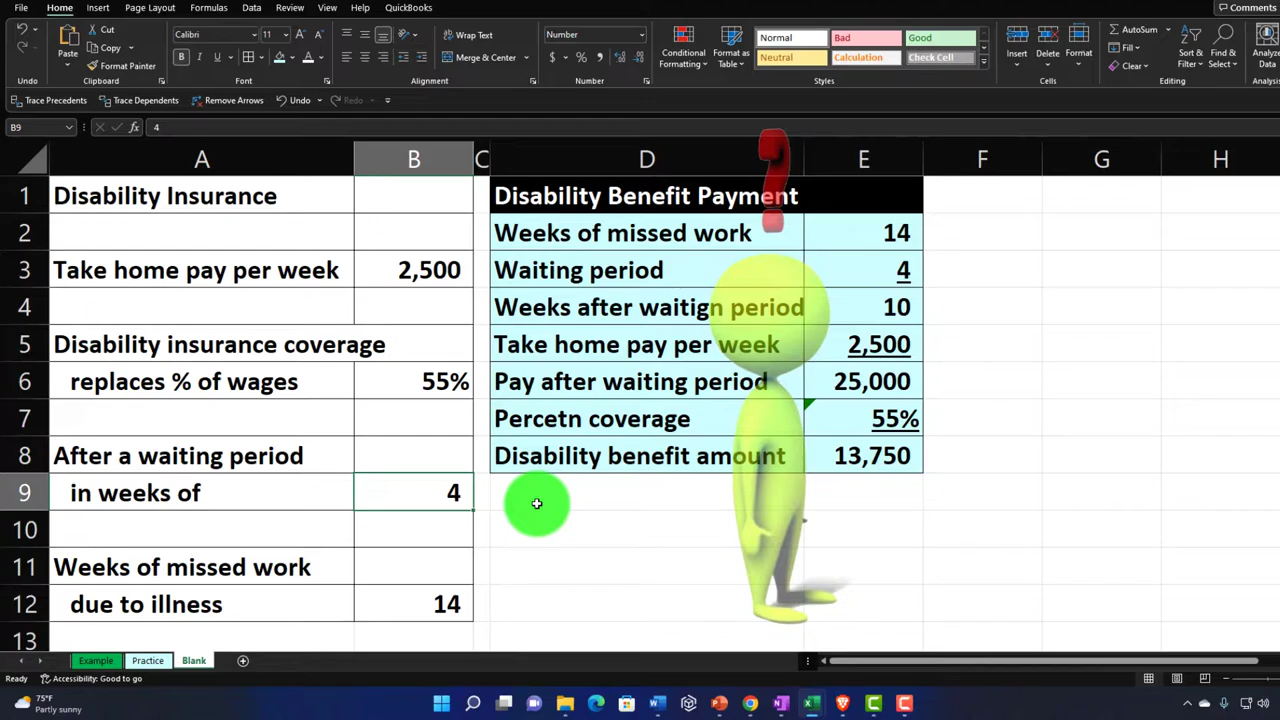 File Home Insert Page Layout Formulas Data Review View Help QuickBooks Comments
Cut Calibri 11 Wrap Text Number Normal Bad Good AutoSum
Paste Copy Conditional Format as Insert Delete Format Fill Sort & Find &
Format Painter Merge & Center Formatting Table Neutral Calculation Check Cell Clear Filter Select Data
Undo Clipboard Font Alignment Number Styles Cells Editing
Trace Precedents Trace Dependents Remove Arrows Undo Redo
B9 fx 4
A B C D E F G H
1 Disability Insurance Disability Benefit Payment
2 Weeks of missed work 14
3 Take home pay per week 2,500 Waiting period 4
4 Weeks after waitign period 10
5 Disability insurance coverage Take home pay per week 2,500
6 replaces % of wages 55% Pay after waiting period 25,000
7 Percetn coverage 55%
8 After a waiting period Disability benefit amount 13,750
9 in weeks of 4
10
11 Weeks of missed work
12 due to illness 14
13
Example Practice Blank
Ready Accessibility: Good to go
75°F
Partly sunny